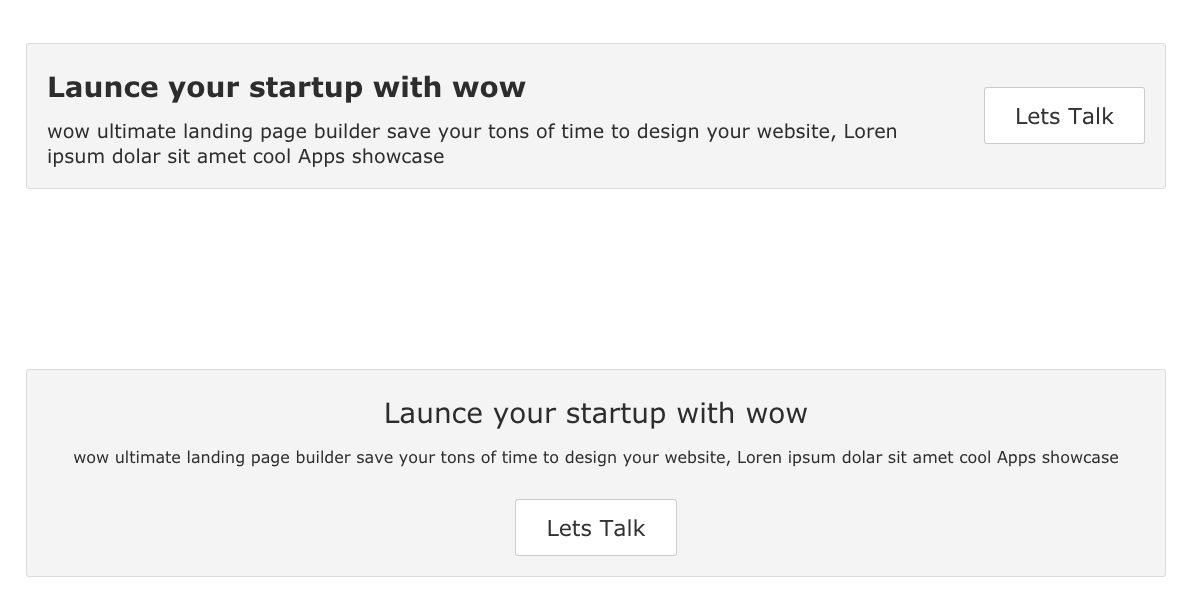 Launce your startup with wow
wow ultimate landing page builder save your tons of time to design your website, Loren
ipsum dolar sit amet cool Apps showcase
Lets Talk
Launce your startup with wow
wow ultimate landing page builder save your tons of time to design your website, Loren ipsum dolar sit amet cool Apps showcase
Lets Talk